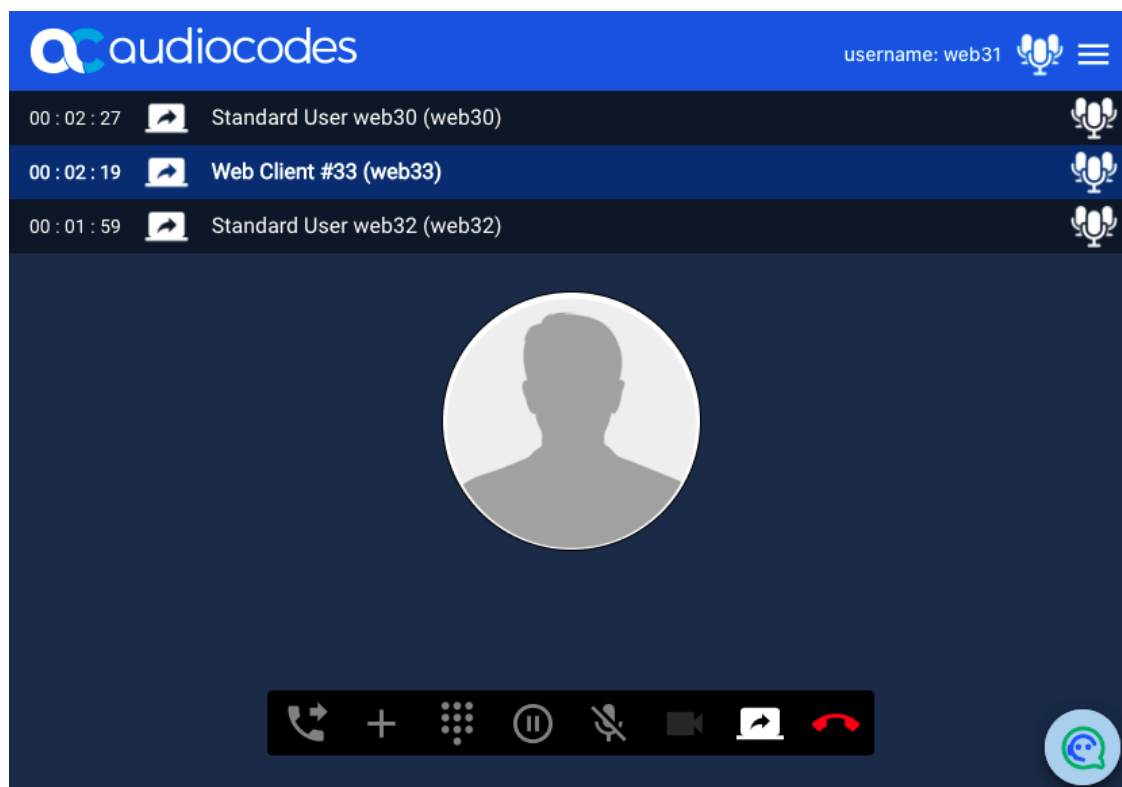 audiocodes
username: web31
00 : 02 : 27 Standard User web30 (web30)
00 : 02 : 19 Web Client #33 (web33)
00 : 01 : 59 Standard User web32 (web32)